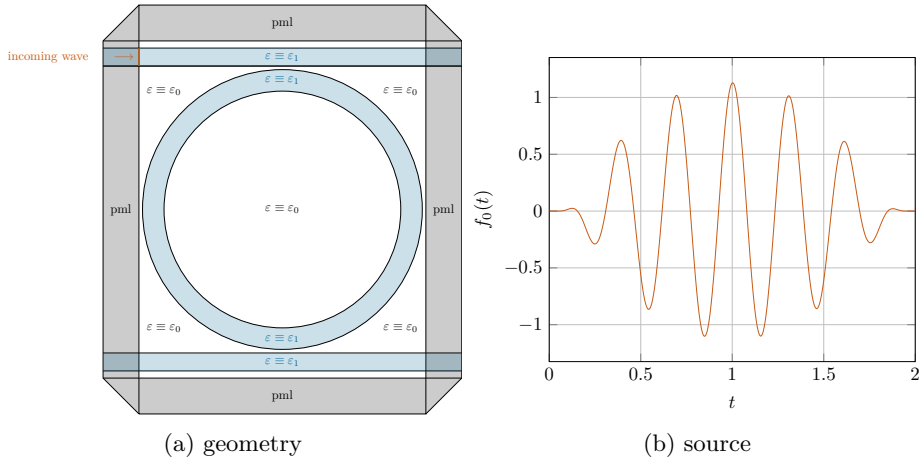 pml
incoming wave
ε ≡ ε₁
ε ≡ ε₁
ε ≡ ε₀ ε ≡ ε₀
pml ε ≡ ε₀ pml
ε ≡ ε₀ ε ≡ ε₀
ε ≡ ε₁
ε ≡ ε₁
pml
(a) geometry
1
0.5
0
−0.5
−1
f₀(t)
0 0.5 1 1.5 2
t
(b) source